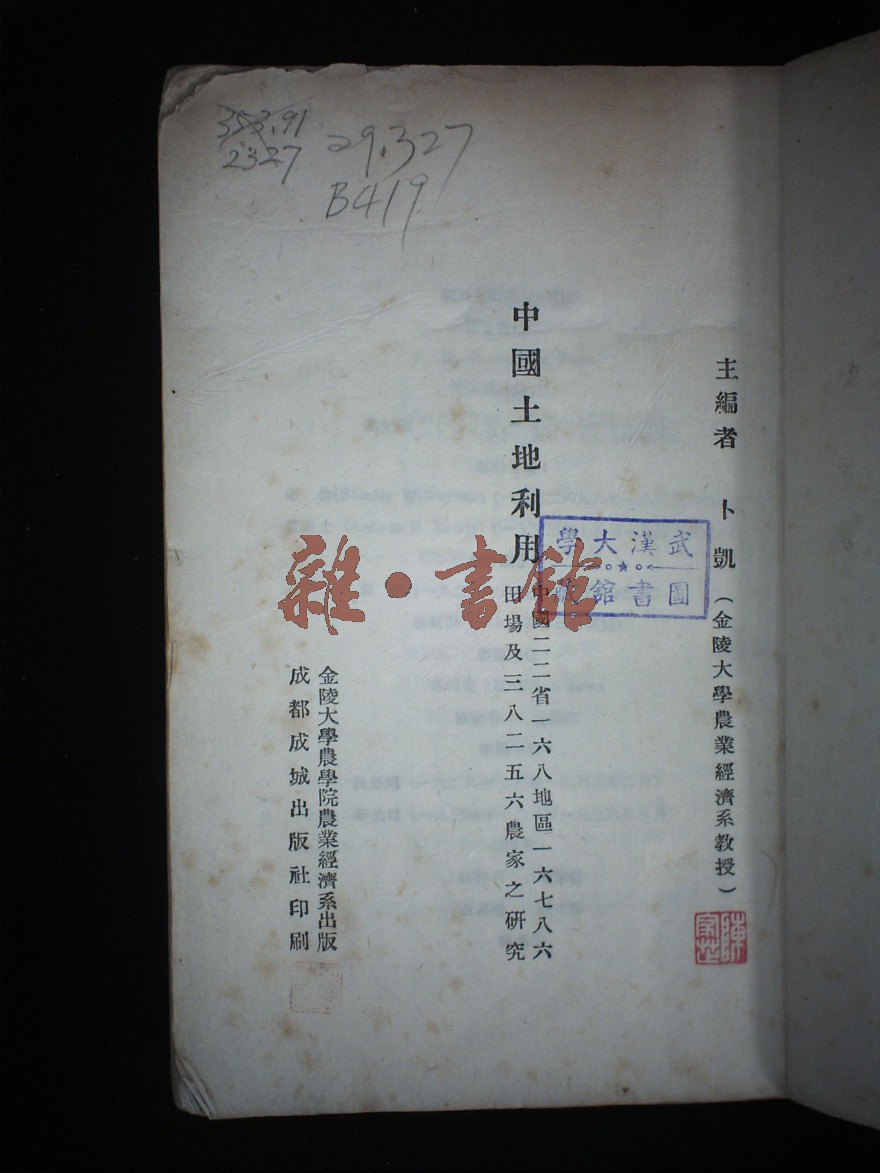 353.91
2327
29.327
B419
主編者 卜凱（金陵大學農業經濟系教授）
中國土地利用
中國二二省一六八地區一六七八六
田場及三八二五六農家之研究
金陵大學農學院農業經濟系出版
成都成城出版社印刷
武漢大學
圖書館藏
雜·書館